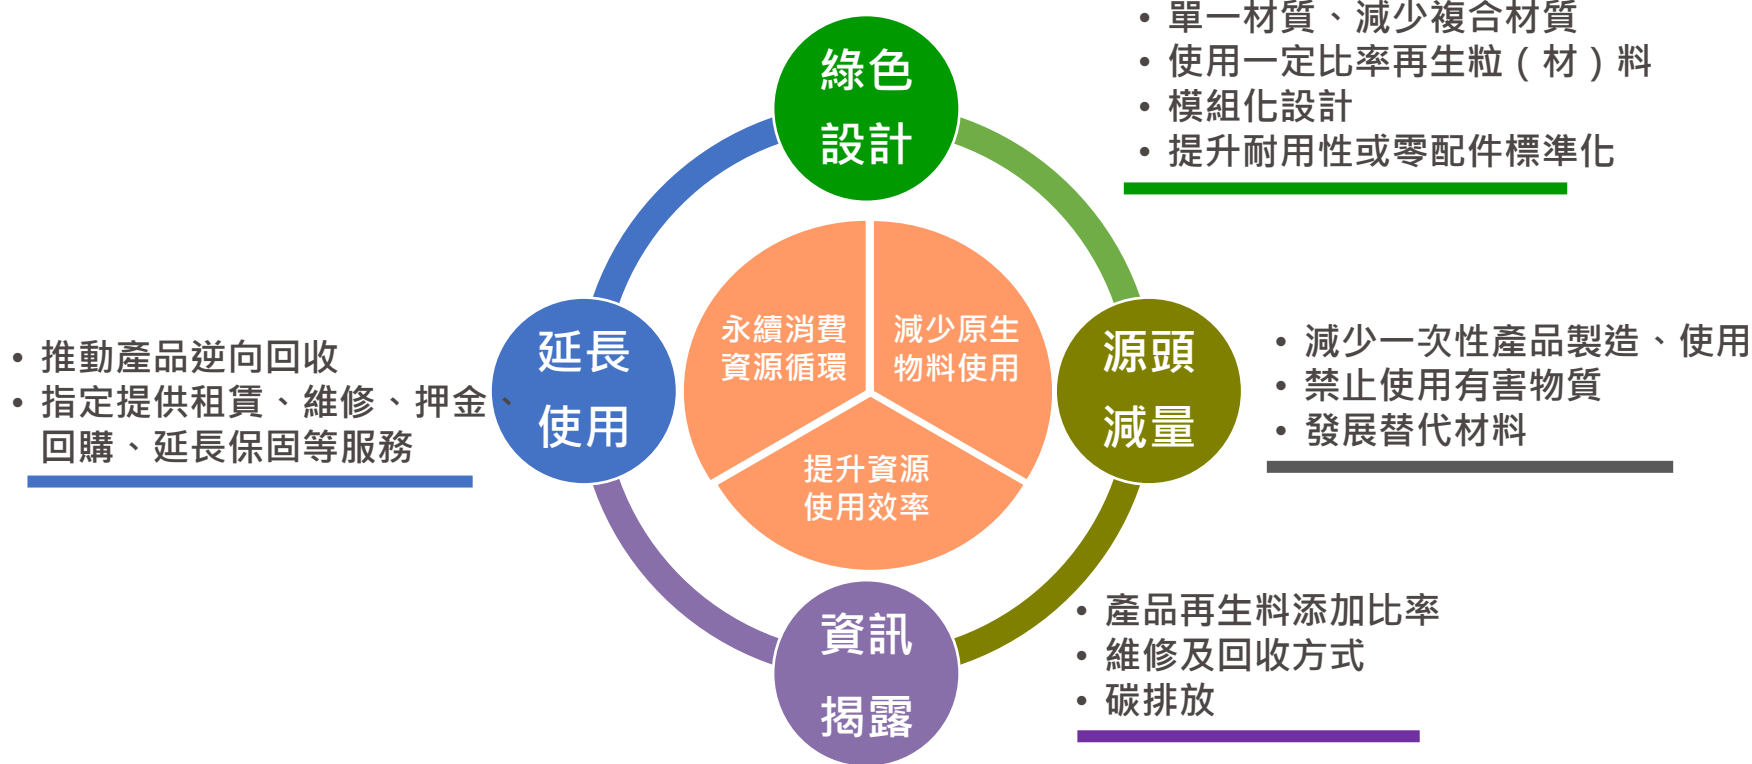 綠色
設計
• 單一材質、減少複合材質
• 使用一定比率再生粒（材）料
• 模組化設計
• 提升耐用性或零配件標準化
永續消費
資源循環
減少原生
物料使用
提升資源
使用效率
延長
使用
• 推動產品逆向回收
• 指定提供租賃、維修、押金、
回購、延長保固等服務
源頭
減量
• 減少一次性產品製造、使用
• 禁止使用有害物質
• 發展替代材料
資訊
揭露
• 產品再生料添加比率
• 維修及回收方式
• 碳排放